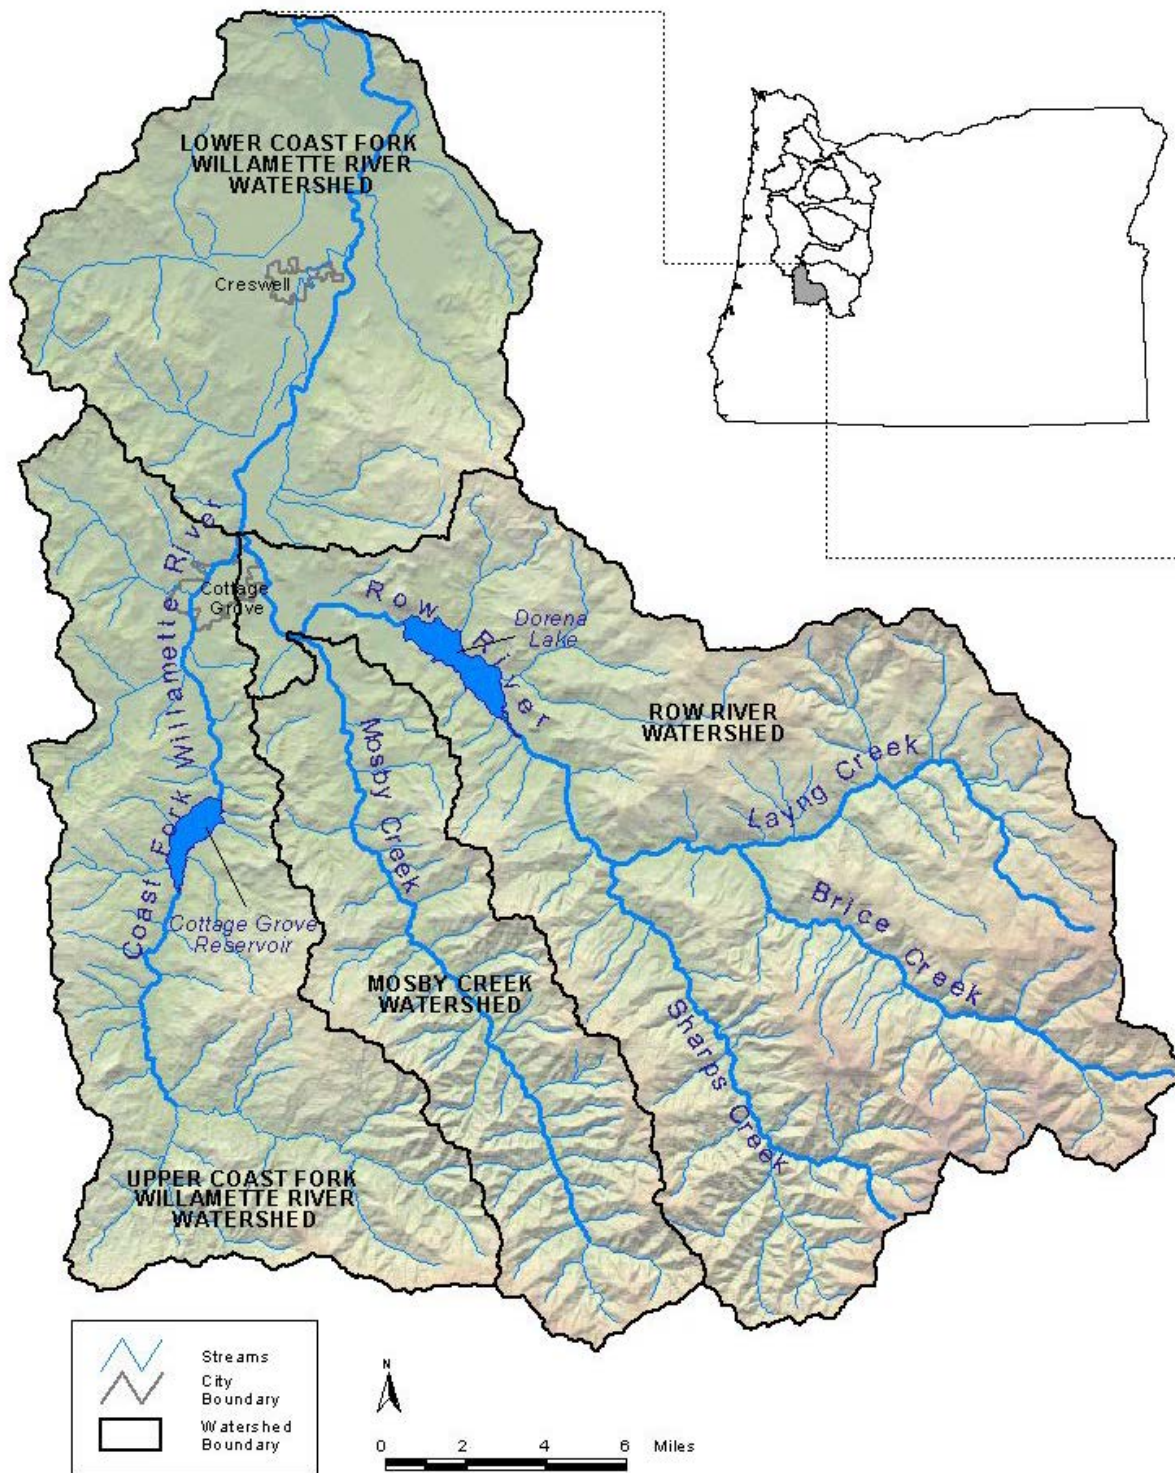 LOWER COAST FORK
WILLAMETTE RIVER
WATERSHED
Creswell
Coast Fork Willamette River
Cottage
Grove
Row River
Dorena
Lake
ROW RIVER
WATERSHED
Mosby Creek
Layng Creek
Brice Creek
Cottage Grove
Reservoir
MOSBY CREEK
WATERSHED
Sharps Creek
UPPER COAST FORK
WILLAMETTE RIVER
WATERSHED
Streams
City
Boundary
Watershed
Boundary
N
0 2 4 6 Miles